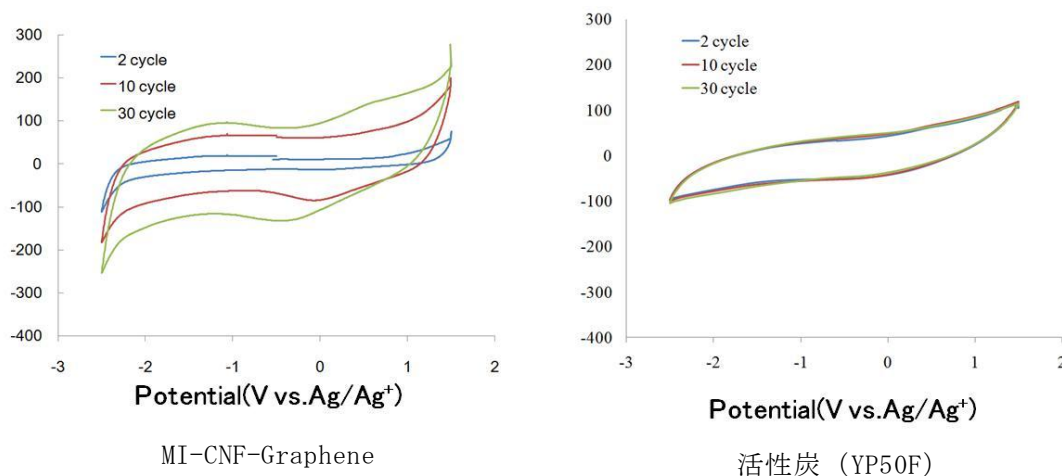 300
200
100
0
-100
-200
-300
-400
-3
-2
-1
0
1
2
2 cycle
10 cycle
30 cycle
Potential(V vs.Ag/Ag⁺)
MI-CNF-Graphene
300
200
100
0
-100
-200
-300
-400
-3
-2
-1
0
1
2
2 cycle
10 cycle
30 cycle
Potential(V vs.Ag/Ag⁺)
活性炭 (YP50F)